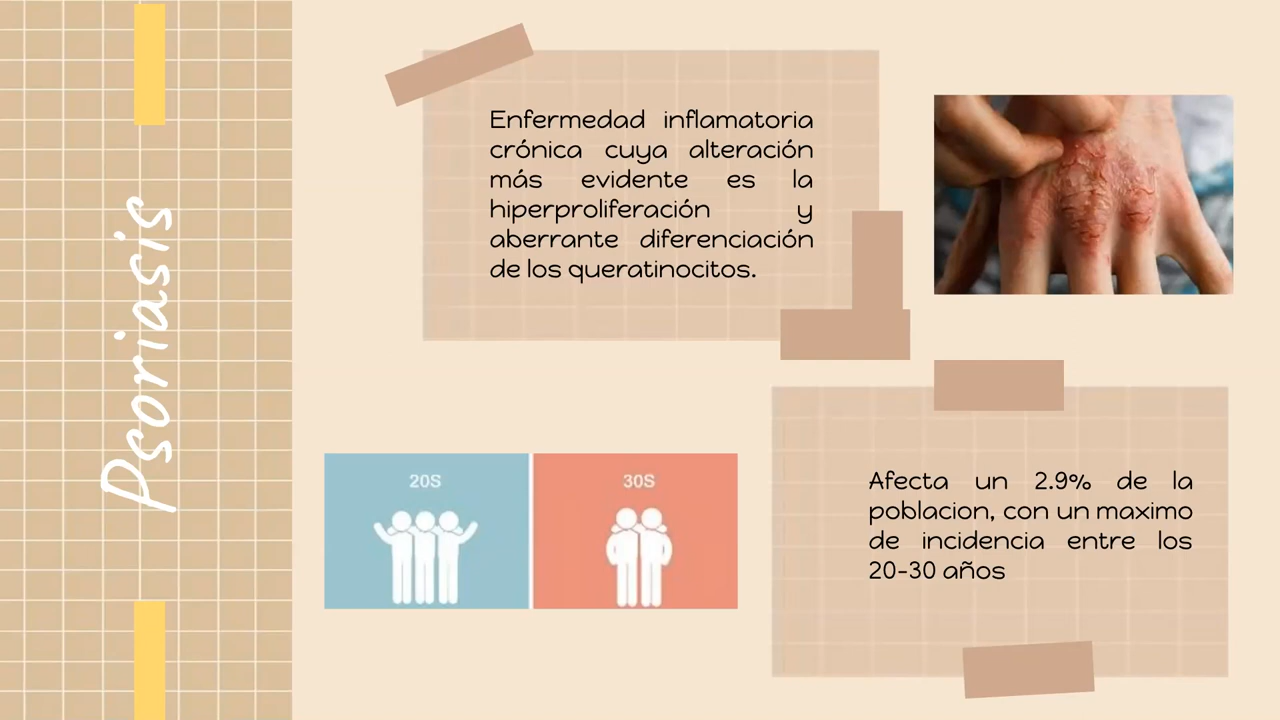 Psoriasis
Enfermedad inflamatoria
crónica cuya alteración
más evidente es la
hiperproliferación y
aberrante diferenciación
de los queratinocitos.
20S
30S
Afecta un 2.9% de la
poblacion, con un maximo
de incidencia entre los
20-30 años